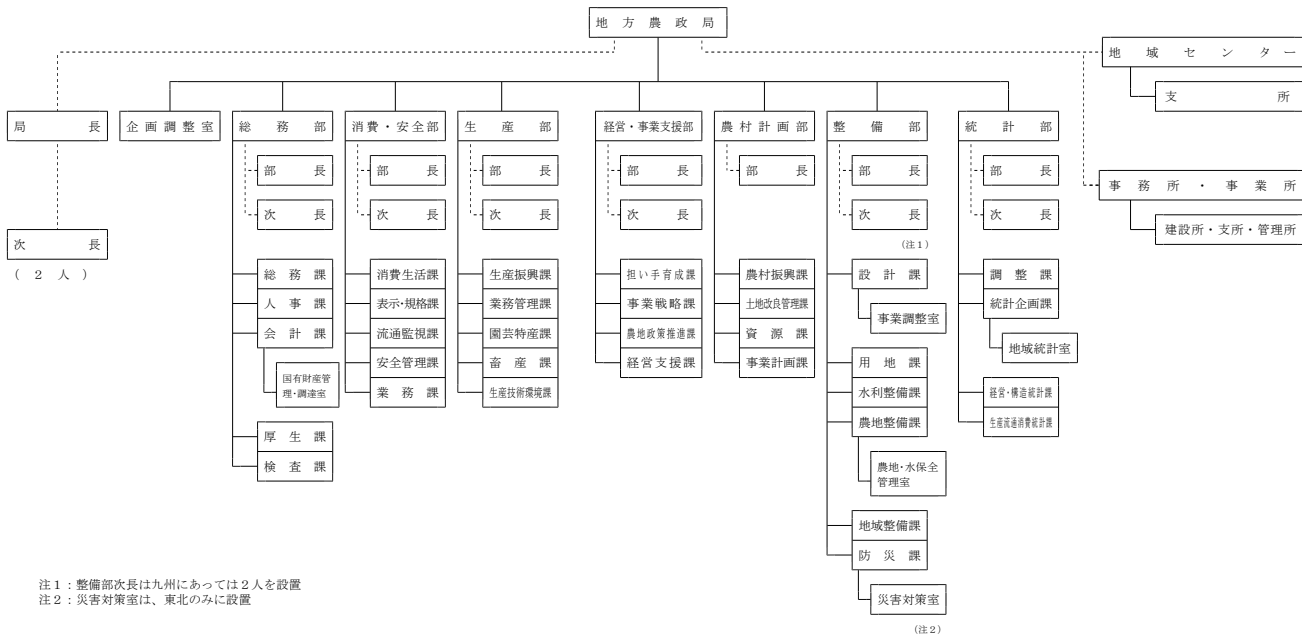 地方農政局
地域センター
支所
局長
企画調整室
総務部
消費・安全部
生産部
経営・事業支援部
農村計画部
整備部
統計部
部長
部長
部長
部長
部長
部長
部長
事務所・事業所
次長
次長
次長
次長
次長
次長
建設所・支所・管理所
次長
(2人)
(注1)
総務課
人事課
会計課
国有財産管
理・調達室
厚生課
検査課
消費生活課
表示・規格課
流通監視課
安全管理課
業務課
生産振興課
業務管理課
園芸特産課
畜産課
生産技術環境課
担い手育成課
事業戦略課
農地政策推進課
経営支援課
農村振興課
土地改良管理課
資源課
事業計画課
設計課
事業調整室
用地課
水利整備課
農地整備課
農地・水保全
管理室
地域整備課
防災課
災害対策室
(注2)
調整課
統計企画課
地域統計室
経営・構造統計課
生産流通消費統計課
注1:整備部次長は九州にあっては2人を設置
注2:災害対策室は、東北のみに設置